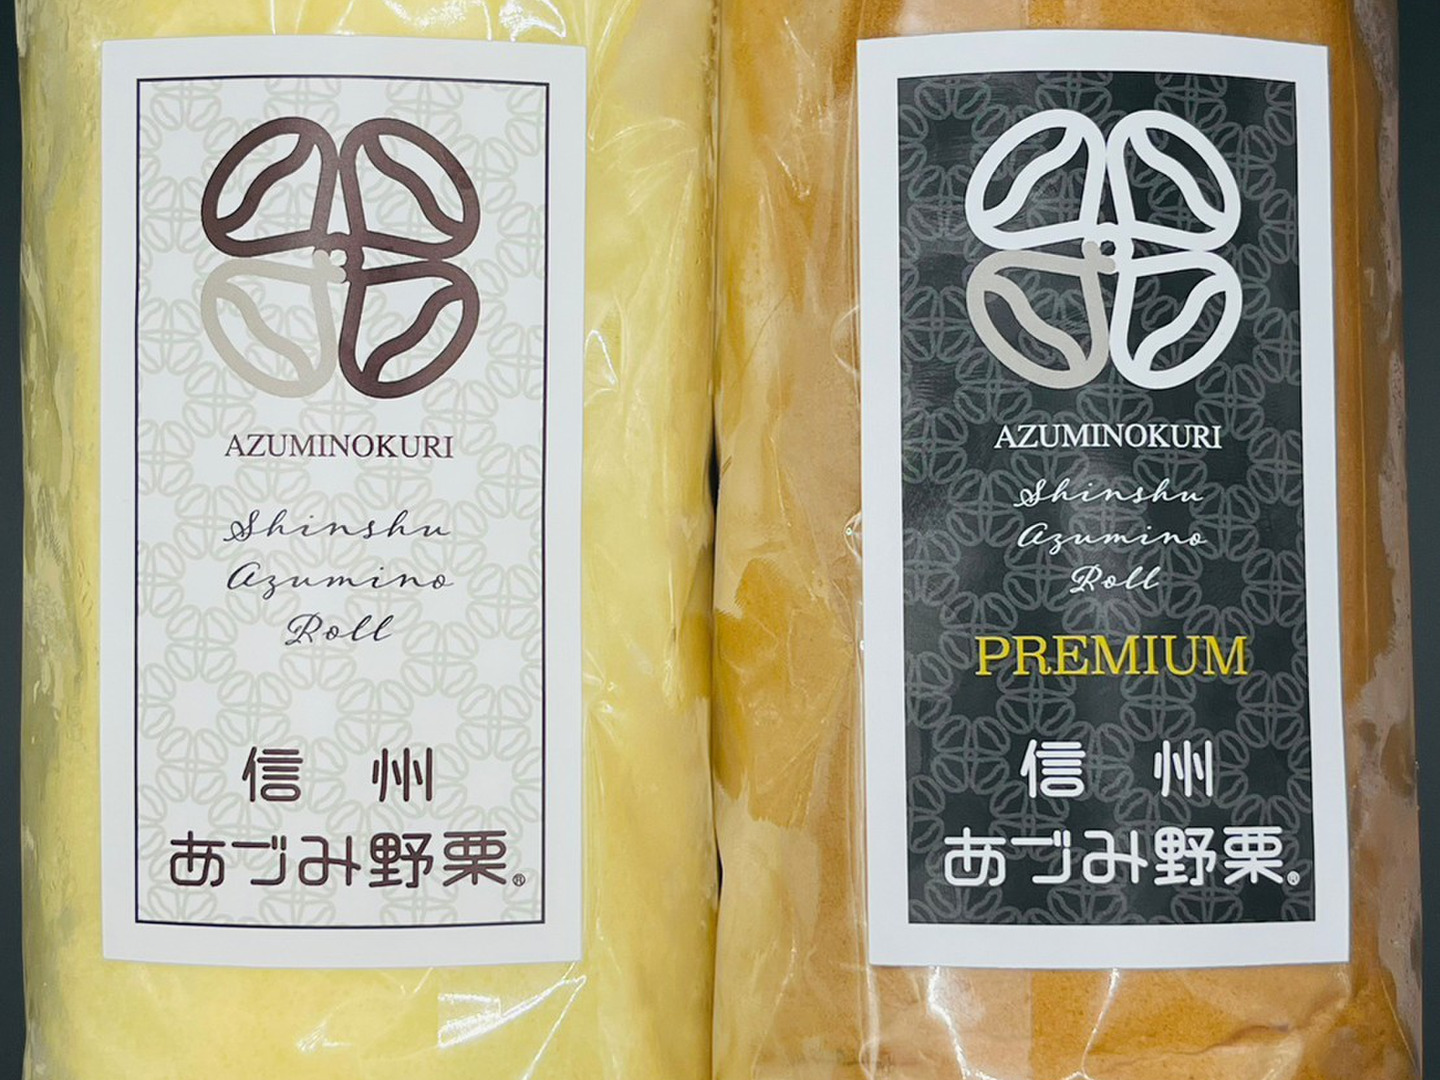 AZUMINOKURI
Shinshu
Azumino
Roll
信州
あづみ野栗®
AZUMINOKURI
Shinshu
Azumino
Roll
PREMIUM
信州
あづみ野栗®